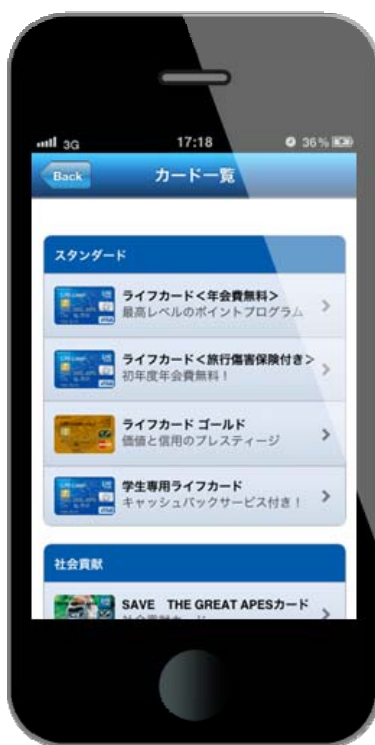 3G 17:18 36%
Back カード一覧
スタンダード
ライフカード<年会費無料>
最高レベルのポイントプログラム
ライフカード<旅行傷害保険付き>
初年度年会費無料！
ライフカード ゴールド
価値と信用のプレスティージ
学生専用ライフカード
キャッシュバックサービス付き！
社会貢献
SAVE THE GREAT APESカード